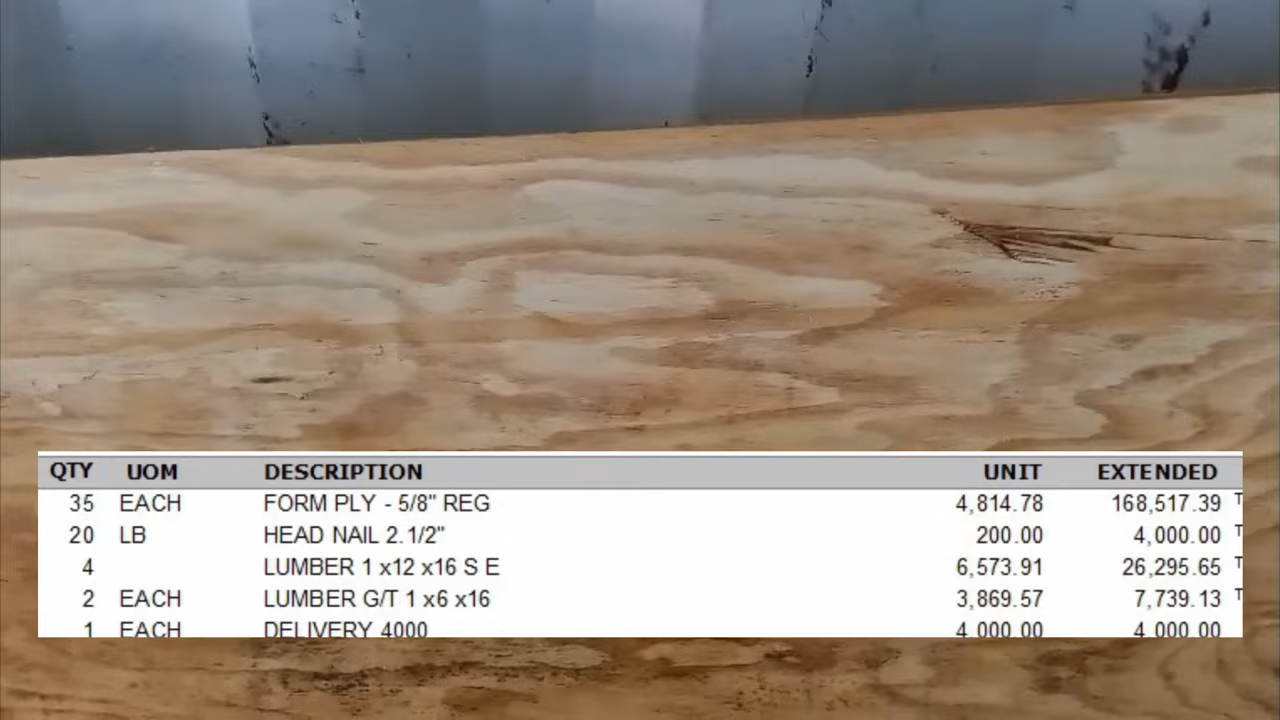 QTY UOM DESCRIPTION UNIT EXTENDED
35 EACH FORM PLY - 5/8" REG 4,814.78 168,517.39 T
20 LB HEAD NAIL 2.1/2" 200.00 4,000.00 T
4 LUMBER 1 x12 x16 S E 6,573.91 26,295.65 T
2 EACH LUMBER G/T 1 x6 x16 3,869.57 7,739.13 T
1 EACH DELIVERY 4000 4 000 00 4 000 00